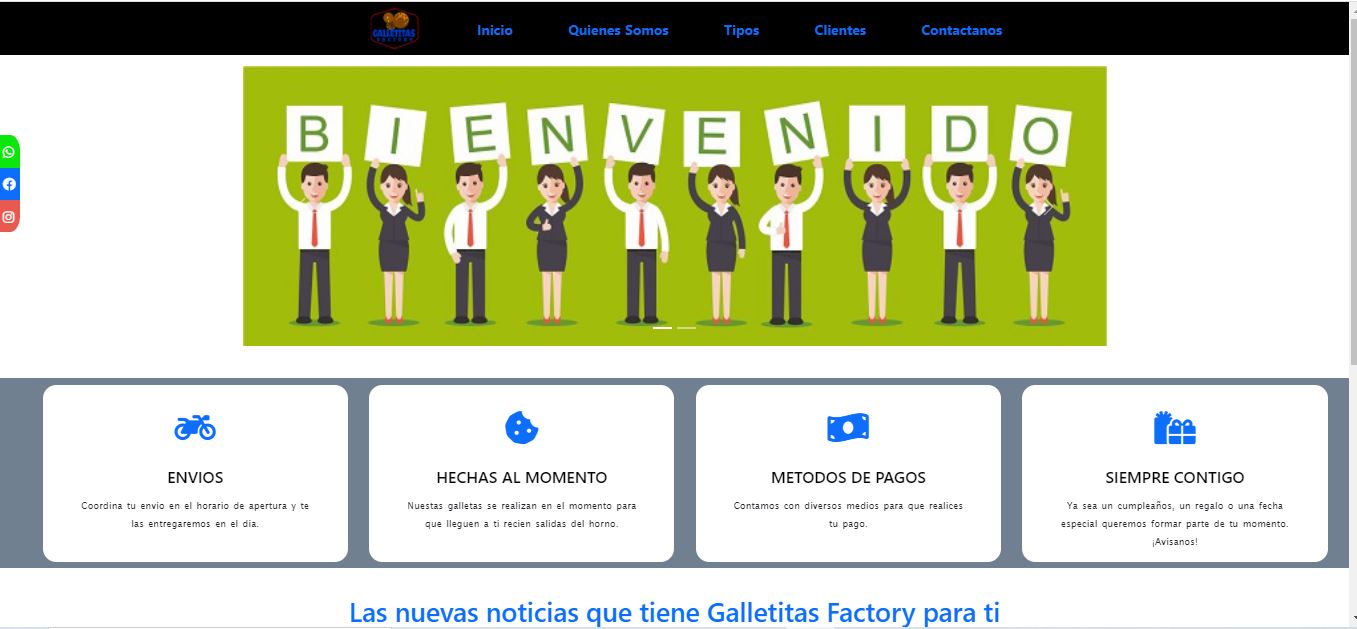 GALLETITAS
FACTORY
Inicio
Quienes Somos
Tipos
Clientes
Contactanos
BIENVENIDO
ENVIOS
Coordina tu envio en el horario de apertura y te
las entregaremos en el dia.
HECHAS AL MOMENTO
Nuestas galletas se realizan en el momento para
que lleguen a ti recien salidas del horno.
METODOS DE PAGOS
Contamos con diversos medios para que realices
tu pago.
SIEMPRE CONTIGO
Ya sea un cumpleaños, un regalo o una fecha
especial queremos formar parte de tu momento.
¡Avisanos!
Las nuevas noticias que tiene Galletitas Factory para ti